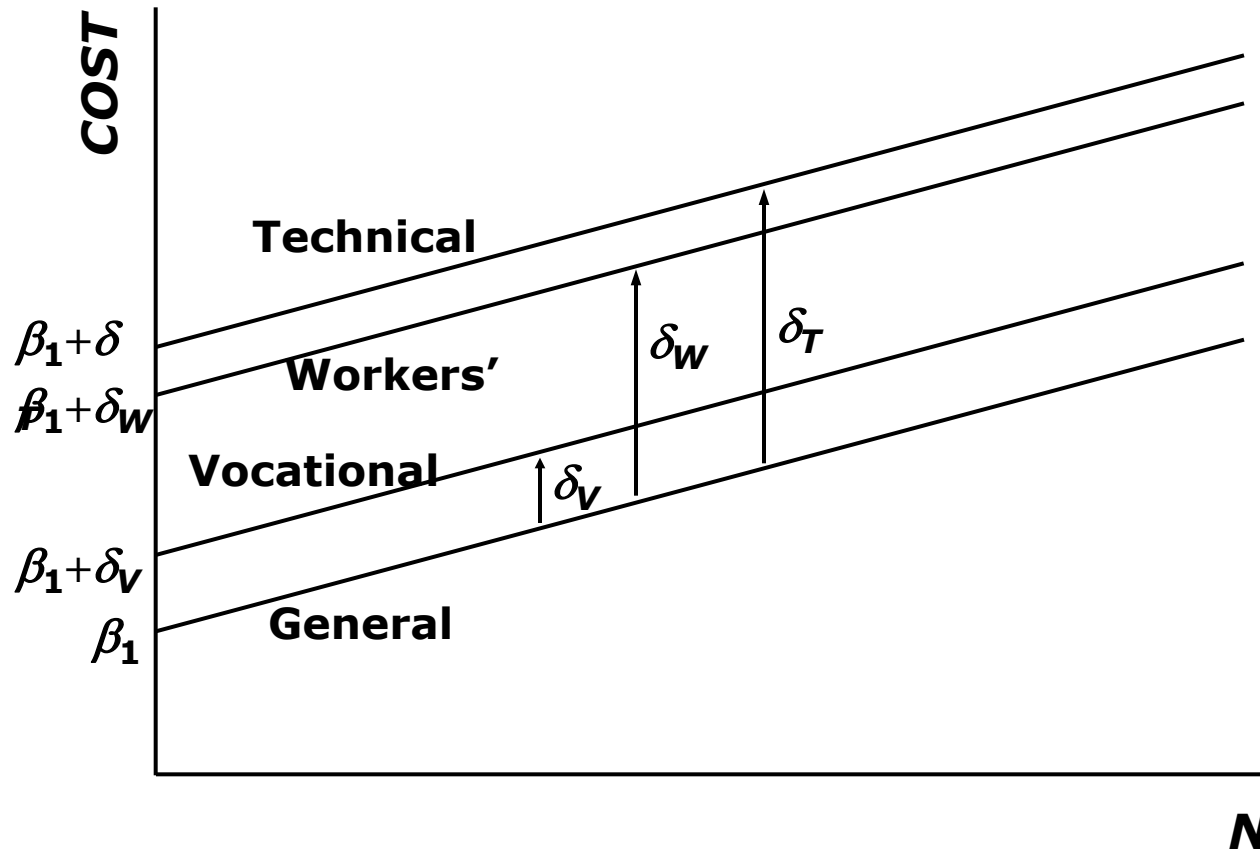 COST
Technical
β1+δ
T
Workers’
β1+δW
δW
δT
Vocational
δV
β1+δV
β1
General
N